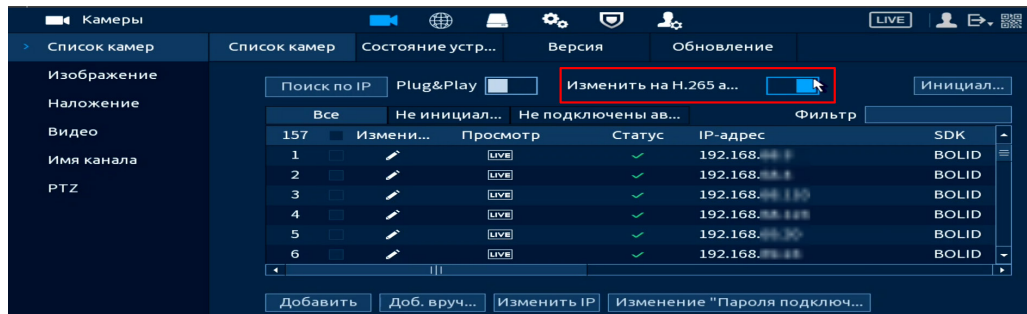 Камеры LIVE
Список камер Список камер Состояние устр... Версия Обновление
Изображение
Поиск по IP Plug&Play Изменить на H.265 а... Инициал...
Наложение
Все Не инициал... Не подключены ав... Фильтр
Видео
157 Измени... Просмотр Статус IP-адрес SDK
Имя канала
1 LIVE 192.168. BOLID
PTZ
2 LIVE 192.168. BOLID
3 LIVE 192.168. BOLID
4 LIVE 192.168. BOLID
5 LIVE 192.168. BOLID
6 LIVE 192.168. BOLID
Добавить Доб. вруч... Изменить IP Изменение "Пароля подключ...